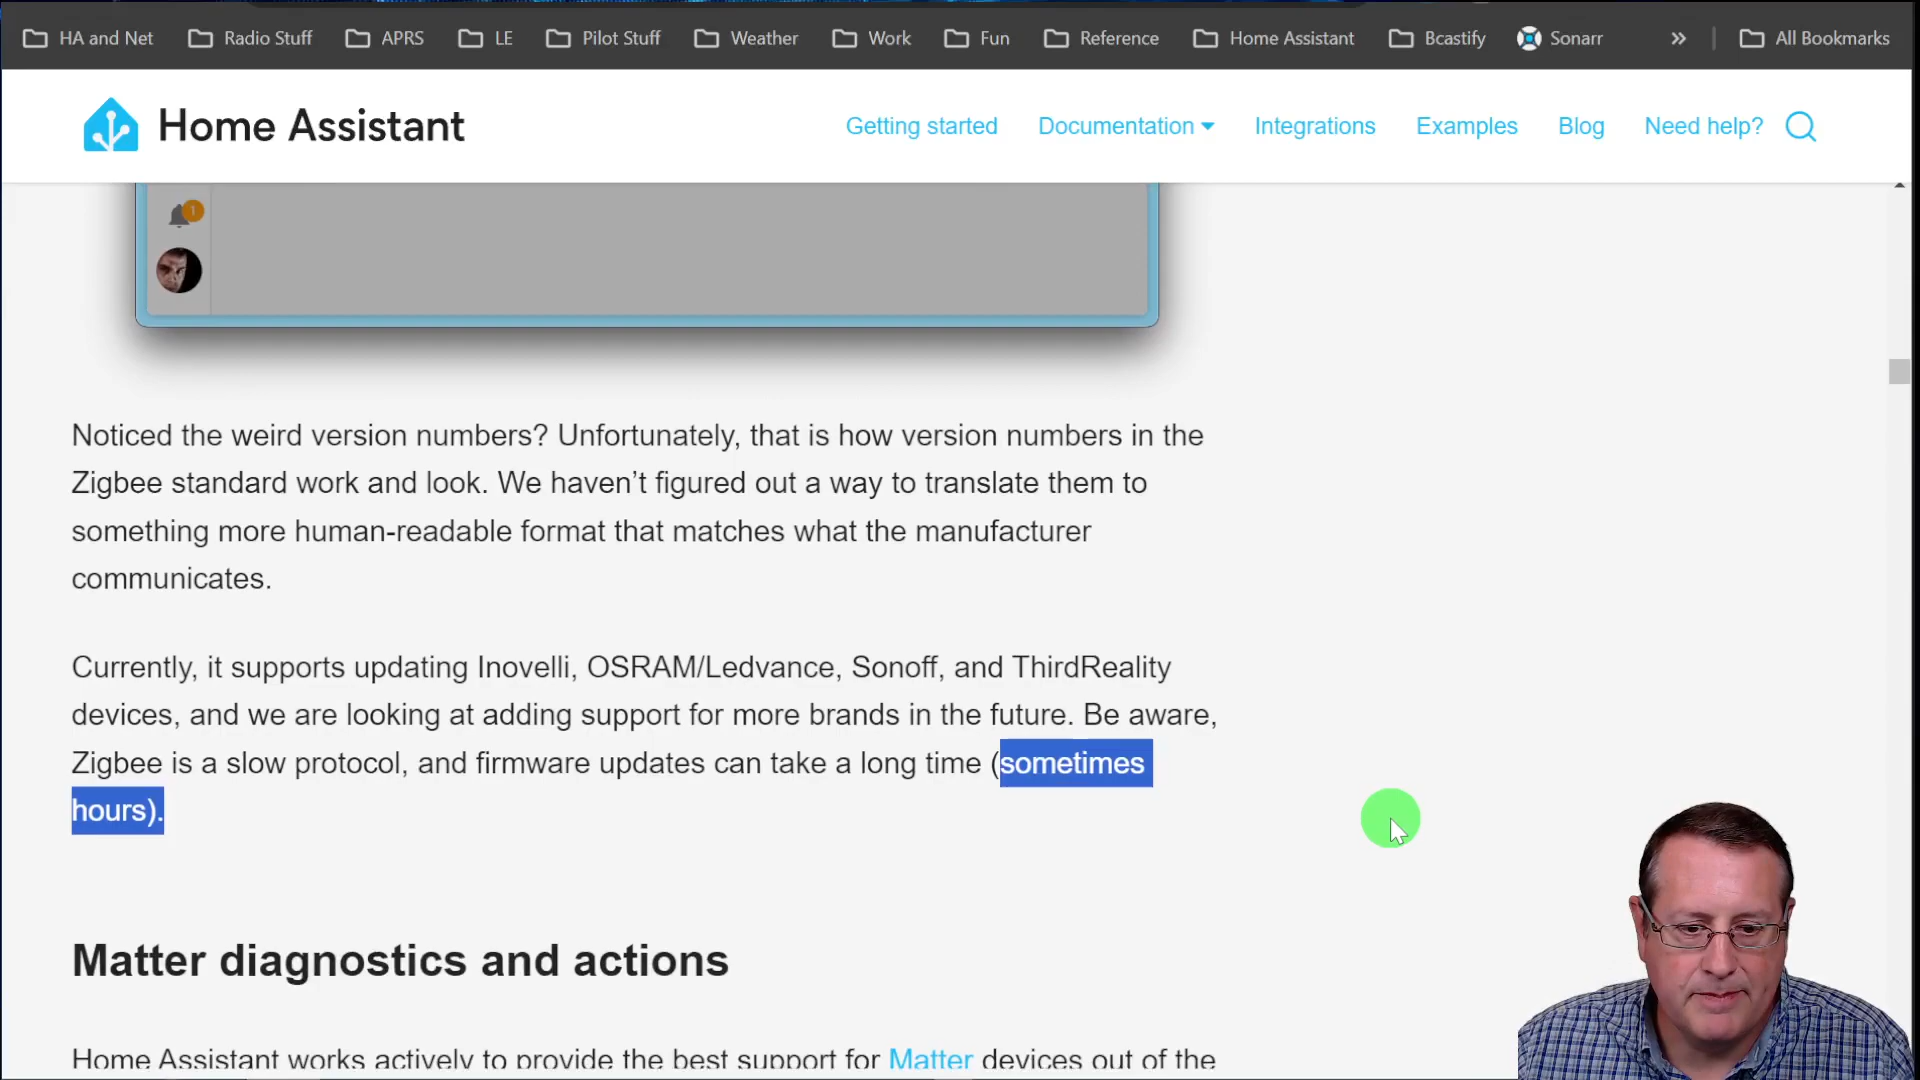 HA and Net Radio Stuff APRS LE Pilot Stuff Weather Work Fun Reference Home Assistant Bcastify Sonarr » All Bookmarks
Home Assistant Getting started Documentation Integrations Examples Blog Need help?
1
Noticed the weird version numbers? Unfortunately, that is how version numbers in the
Zigbee standard work and look. We haven’t figured out a way to translate them to
something more human-readable format that matches what the manufacturer
communicates.
Currently, it supports updating Inovelli, OSRAM/Ledvance, Sonoff, and ThirdReality
devices, and we are looking at adding support for more brands in the future. Be aware,
Zigbee is a slow protocol, and firmware updates can take a long time (sometimes
hours).
Matter diagnostics and actions
Home Assistant works actively to provide the best support for Matter devices out of the